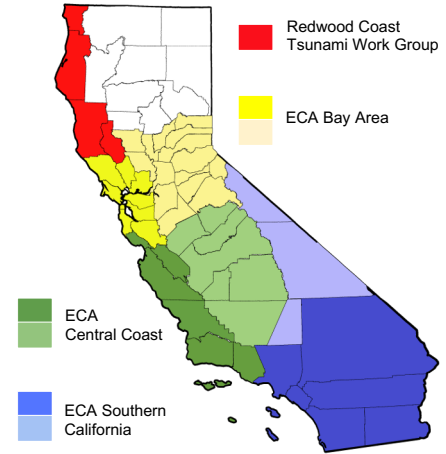 Redwood Coast
Tsunami Work Group
ECA Bay Area
ECA
Central Coast
ECA Southern
California